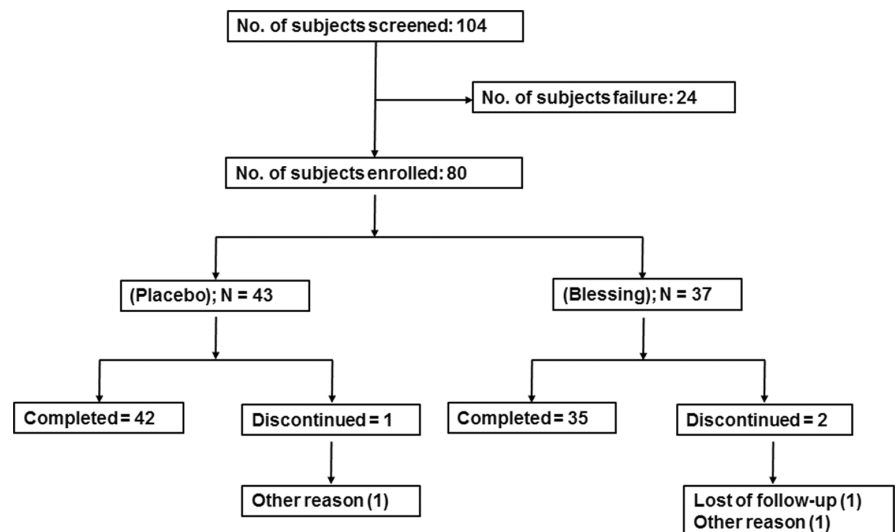 No. of subjects screened: 104
No. of subjects failure: 24
No. of subjects enrolled: 80
(Placebo); N = 43
(Blessing); N = 37
Completed = 42
Discontinued = 1
Completed = 35
Discontinued = 2
Other reason (1)
Lost of follow-up (1)
Other reason (1)